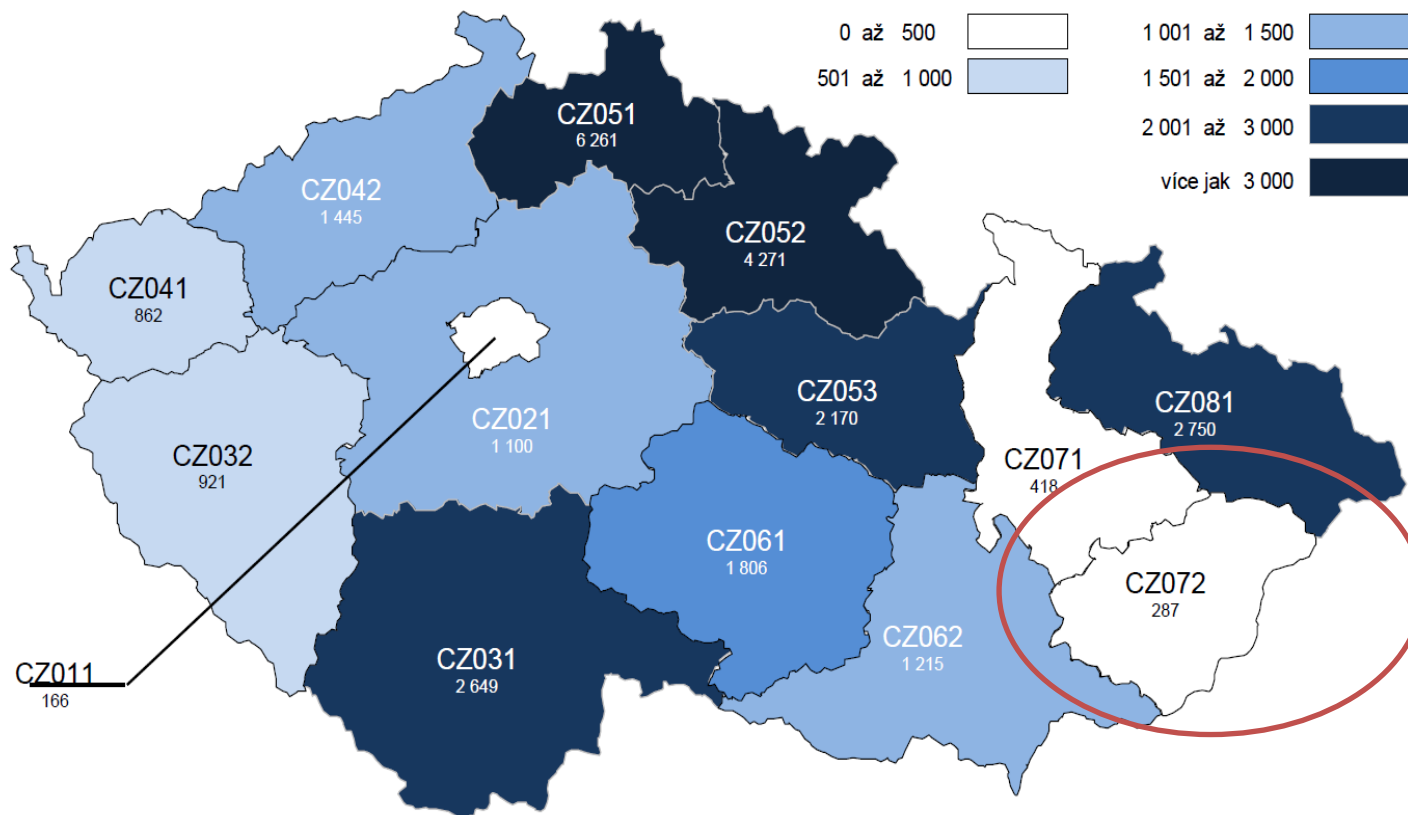 0 až 500
501 až 1 000
1 001 až 1 500
1 501 až 2 000
2 001 až 3 000
více jak 3 000
CZ051
6 261
CZ042
1 445
CZ052
4 271
CZ041
862
CZ053
2 170
CZ081
2 750
CZ021
1 100
CZ032
921
CZ071
418
CZ061
1 806
CZ072
287
CZ062
1 215
CZ031
2 649
CZ011
166